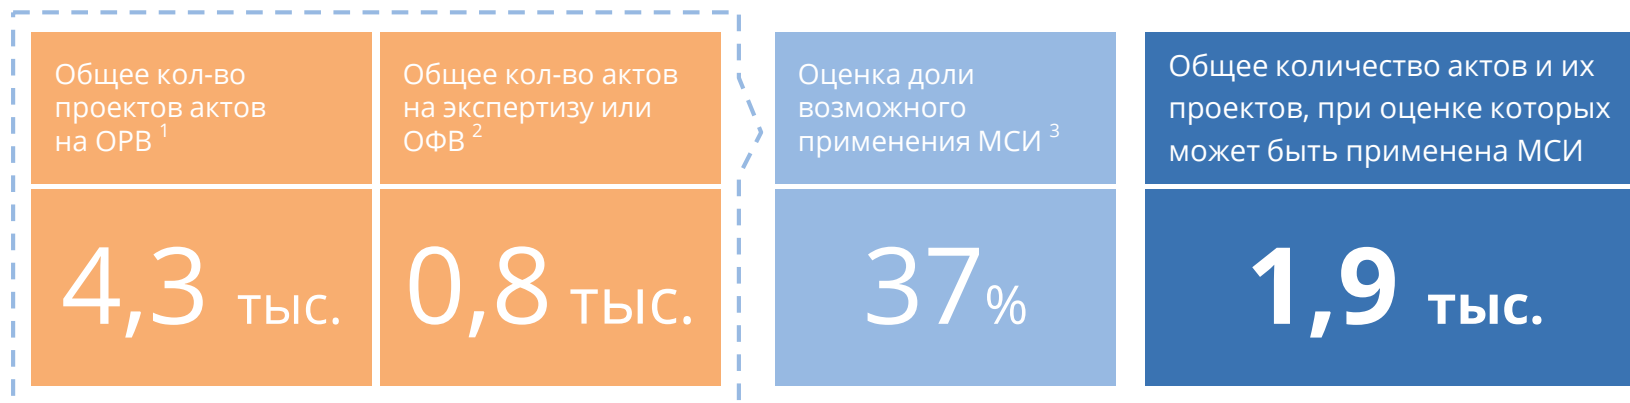 Общее кол-во
проектов актов
на ОРВ 1
4,3 тыс.
Общее кол-во актов
на экспертизу или
ОФВ 2
0,8 тыс.
Оценка доли
возможного
применения МСИ 3
37%
Общее количество актов и их
проектов, при оценке которых
может быть применена МСИ
1,9 тыс.